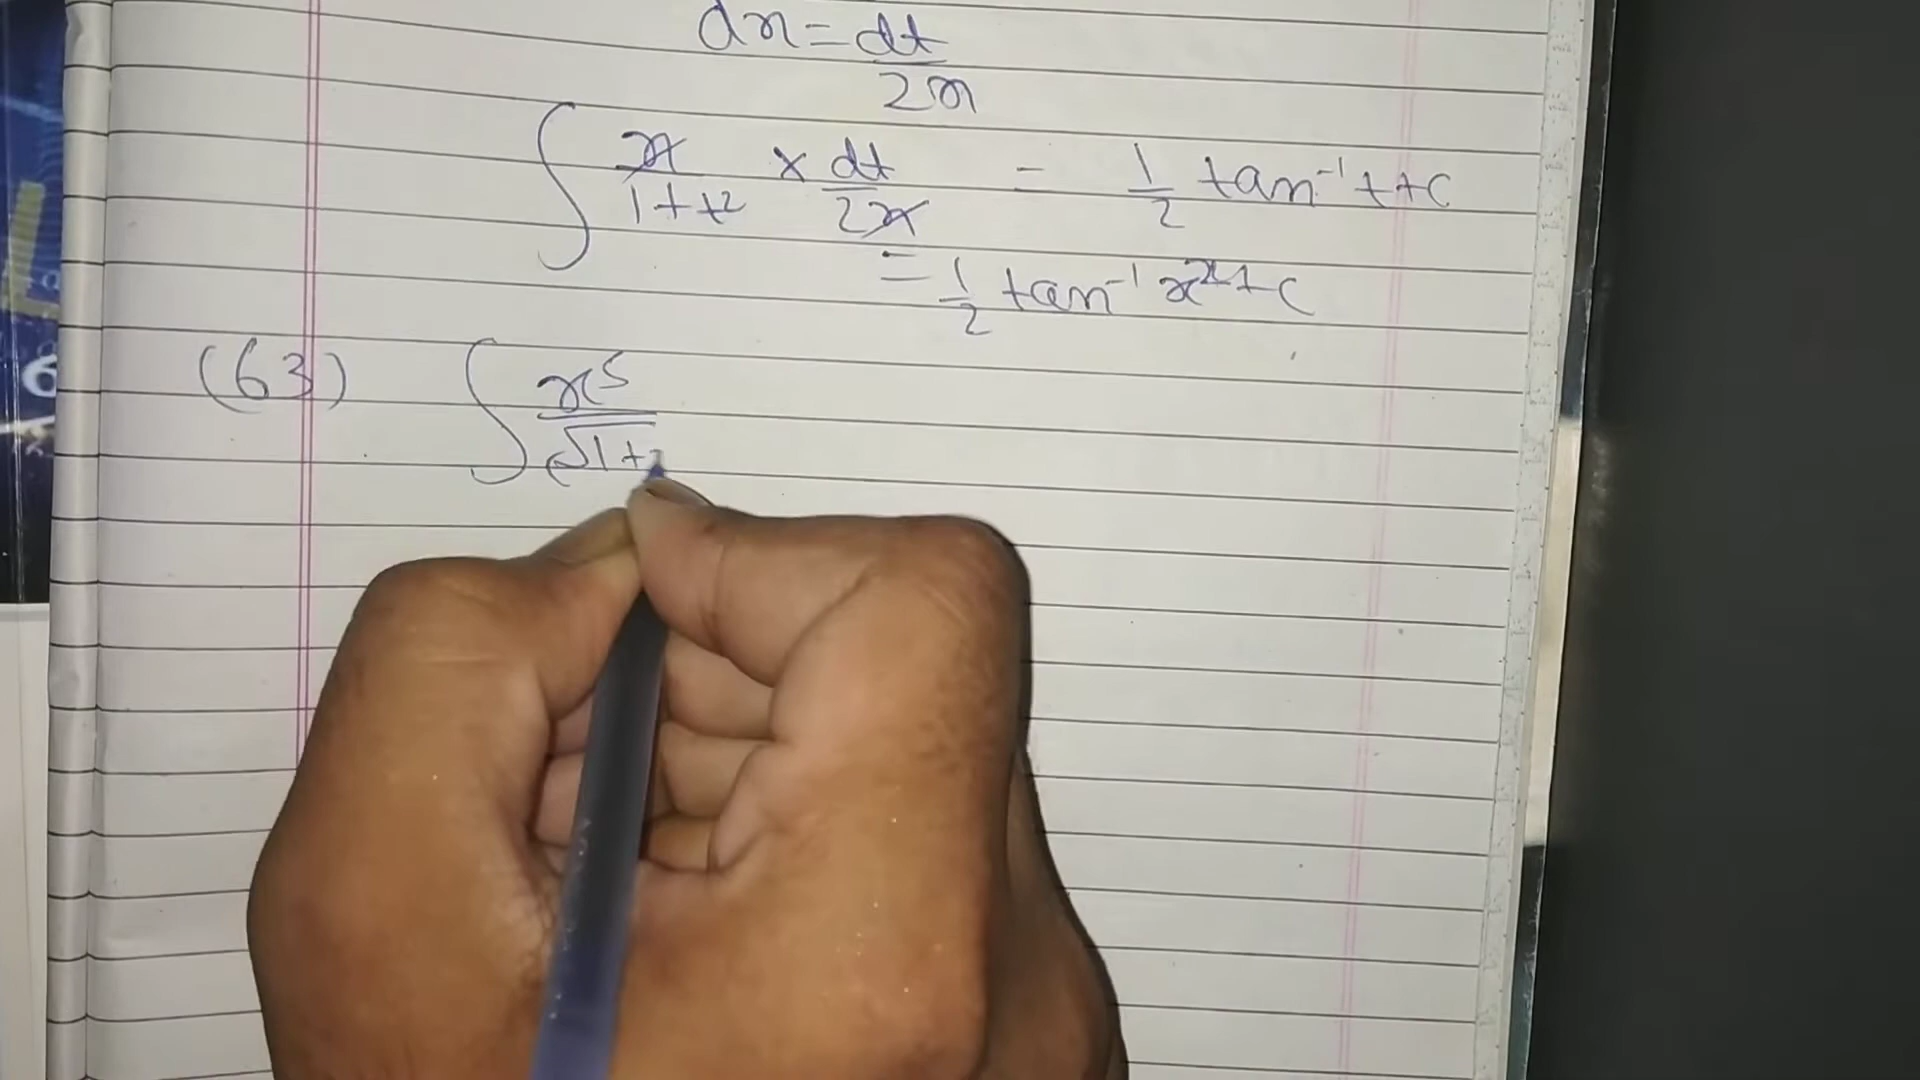 dx = dt/2x
∫ x/(1+t²) × dt/2x = 1/2 tan⁻¹ t + c
= 1/2 tan⁻¹ x² + c
(63) ∫ x⁵/√1+
6